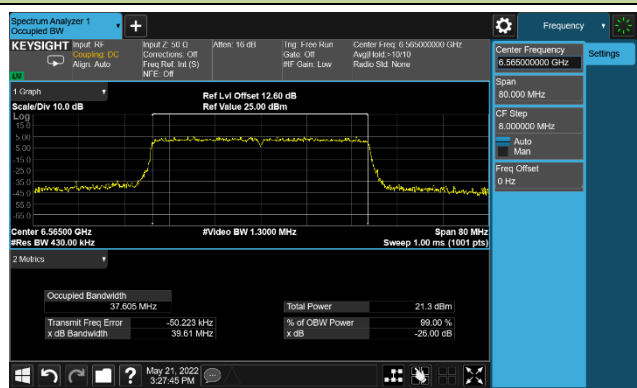 Spectrum Analyzer 1
Occupied BW
+
Frequency
KEYSIGHT
Input: RF
Coupling: DC
Align: Auto
Input Z: 50 Ω
Corrections: Off
Freq Ref: Int (S)
NFE: Off
Atten: 16 dB
Trig: Free Run
Gate: Off
#IF Gain: Low
Center Freq: 6.565000000 GHz
Avg|Hold:>10/10
Radio Std: None
Center Frequency
6.565000000 GHz
Settings
Span
80.000 MHz
CF Step
8.000000 MHz
Auto
Man
Freq Offset
0 Hz
1 Graph
Scale/Div 10.0 dB
Ref Lvl Offset 12.60 dB
Ref Value 25.00 dBm
Log
15.0
5.00
-5.00
-15.0
-25.0
-35.0
-45.0
-55.0
-65.0
Center 6.56500 GHz
#Res BW 430.00 kHz
#Video BW 1.3000 MHz
Span 80 MHz
Sweep 1.00 ms (1001 pts)
2 Metrics
Occupied Bandwidth
37.605 MHz
Total Power 21.3 dBm
Transmit Freq Error -50.223 kHz
% of OBW Power 99.00 %
x dB Bandwidth 39.61 MHz
x dB -26.00 dB
?
May 21, 2022
3:27:45 PM